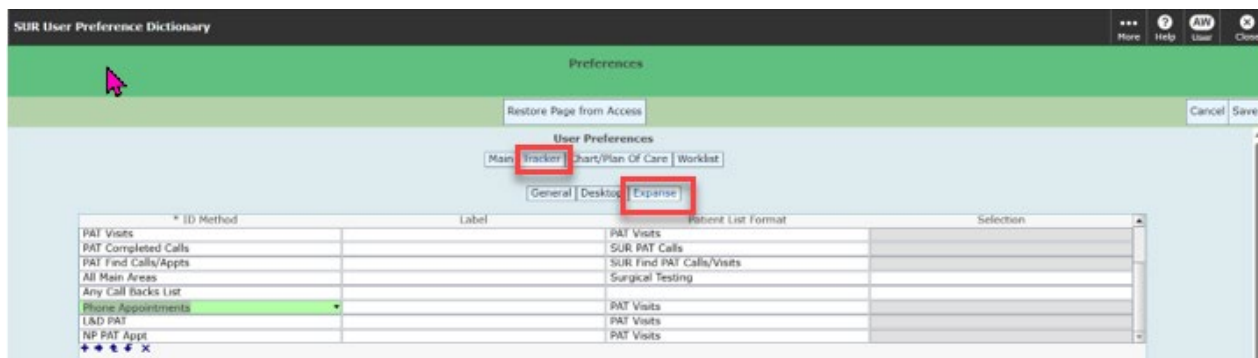 SUR User Preference Dictionary
More Help AW User Close
Preferences
Restore Page from Access
Cancel Save
User Preferences
Main Tracker Chart/Plan Of Care Worklist
General Desktop Expanse
* ID Method Label Patient List Format Selection
PAT Visits PAT Visits
PAT Completed Calls SUR PAT Calls
PAT Find Calls/Appts SUR Find PAT Calls/Visits
All Main Areas Surgical Testing
Any Call Backs List
Phone Appointments PAT Visits
L&D PAT PAT Visits
NP PAT Appt PAT Visits